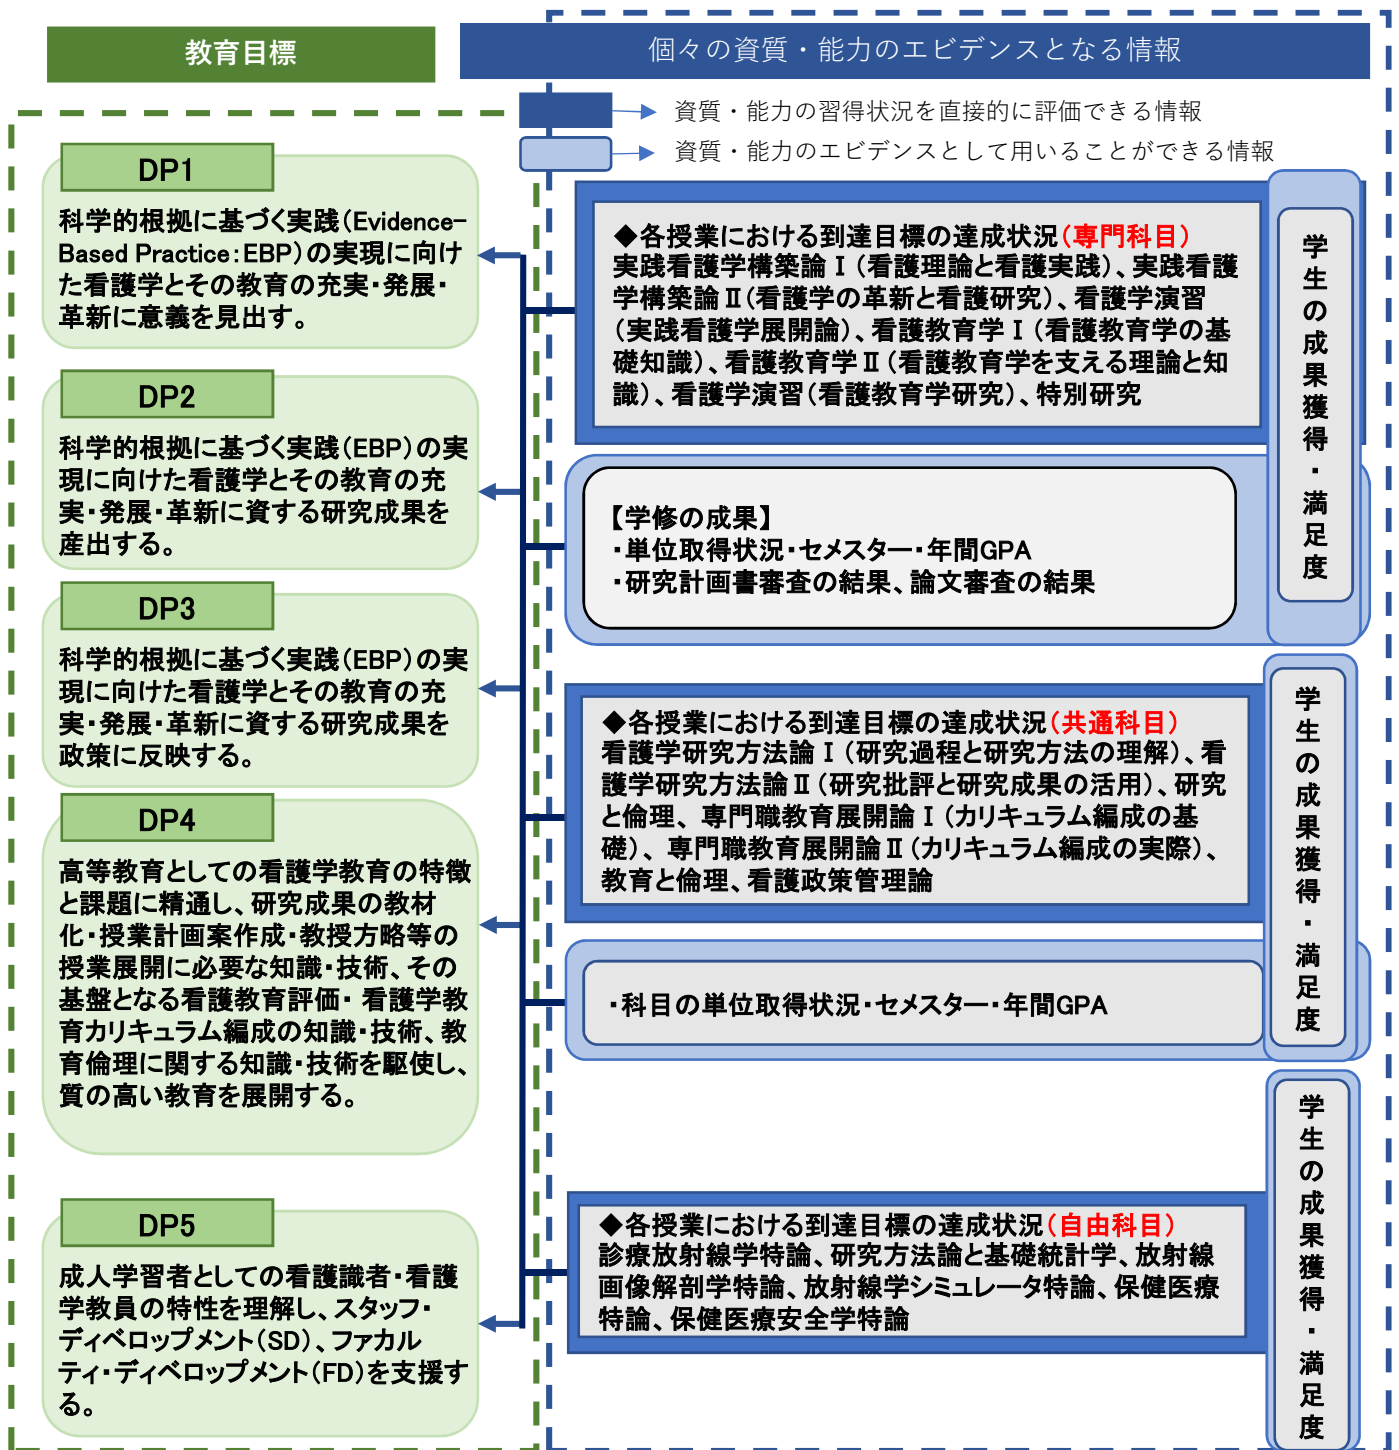 教育目標
個々の資質・能力のエビデンスとなる情報
資質・能力の習得状況を直接的に評価できる情報
資質・能力のエビデンスとして用いることができる情報
DP1
科学的根拠に基づく実践(Evidence-
Based Practice:EBP)の実現に向け
た看護学とその教育の充実・発展・
革新に意義を見出す。
DP2
科学的根拠に基づく実践(EBP)の実
現に向けた看護学とその教育の充
実・発展・革新に資する研究成果を
産出する。
DP3
科学的根拠に基づく実践(EBP)の実
現に向けた看護学とその教育の充
実・発展・革新に資する研究成果を
政策に反映する。
DP4
高等教育としての看護学教育の特徴
と課題に精通し、研究成果の教材
化・授業計画案作成・教授方略等の
授業展開に必要な知識・技術、その
基盤となる看護教育評価・ 看護学教
育カリキュラム編成の知識・技術、教
育倫理に関する知識・技術を駆使し、
質の高い教育を展開する。
DP5
成人学習者としての看護識者・看護
学教員の特性を理解し、スタッフ・
ディベロップメント(SD)、ファカル
ティ・ディベロップメント(FD)を支援す
る。
◆各授業における到達目標の達成状況(専門科目)
実践看護学構築論Ⅰ(看護理論と看護実践)、実践看護
学構築論Ⅱ(看護学の革新と看護研究)、看護学演習
(実践看護学展開論)、看護教育学Ⅰ(看護教育学の基
礎知識)、看護教育学Ⅱ(看護教育学を支える理論と知
識)、看護学演習(看護教育学研究)、特別研究
【学修の成果】
・単位取得状況・セメスター・年間GPA
・研究計画書審査の結果、論文審査の結果
学生の成果獲得・満足度
◆各授業における到達目標の達成状況(共通科目)
看護学研究方法論Ⅰ(研究過程と研究方法の理解)、看
護学研究方法論Ⅱ(研究批評と研究成果の活用)、研究
と倫理、専門職教育展開論Ⅰ(カリキュラム編成の基
礎)、専門職教育展開論Ⅱ(カリキュラム編成の実際)、
教育と倫理、看護政策管理論
・科目の単位取得状況・セメスター・年間GPA
学生の成果獲得・満足度
◆各授業における到達目標の達成状況(自由科目)
診療放射線学特論、研究方法論と基礎統計学、放射線
画像解剖学特論、放射線学シミュレータ特論、保健医療
特論、保健医療安全学特論
学生の成果獲得・満足度